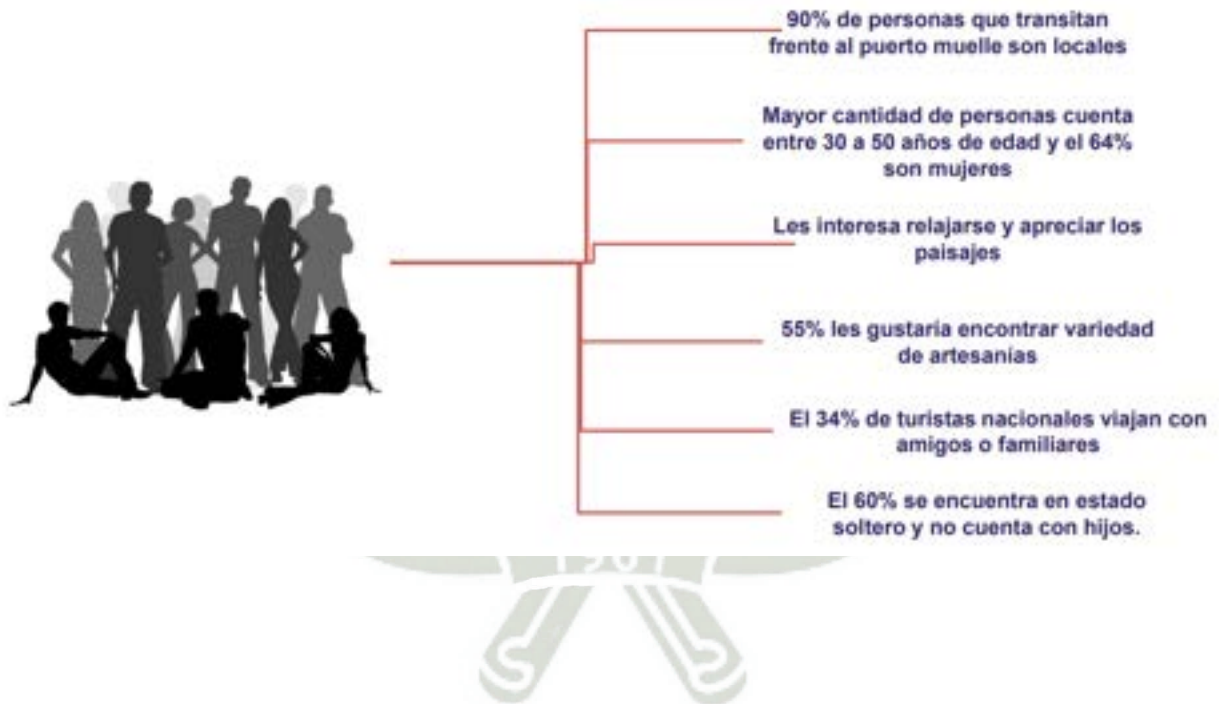 90% de personas que transitan
frente al puerto muelle son locales
Mayor cantidad de personas cuenta
entre 30 a 50 años de edad y el 64%
son mujeres
Les interesa relajarse y apreciar los
paisajes
55% les gustaría encontrar variedad
de artesanías
El 34% de turistas nacionales viajan con
amigos o familiares
El 60% se encuentra en estado
soltero y no cuenta con hijos.